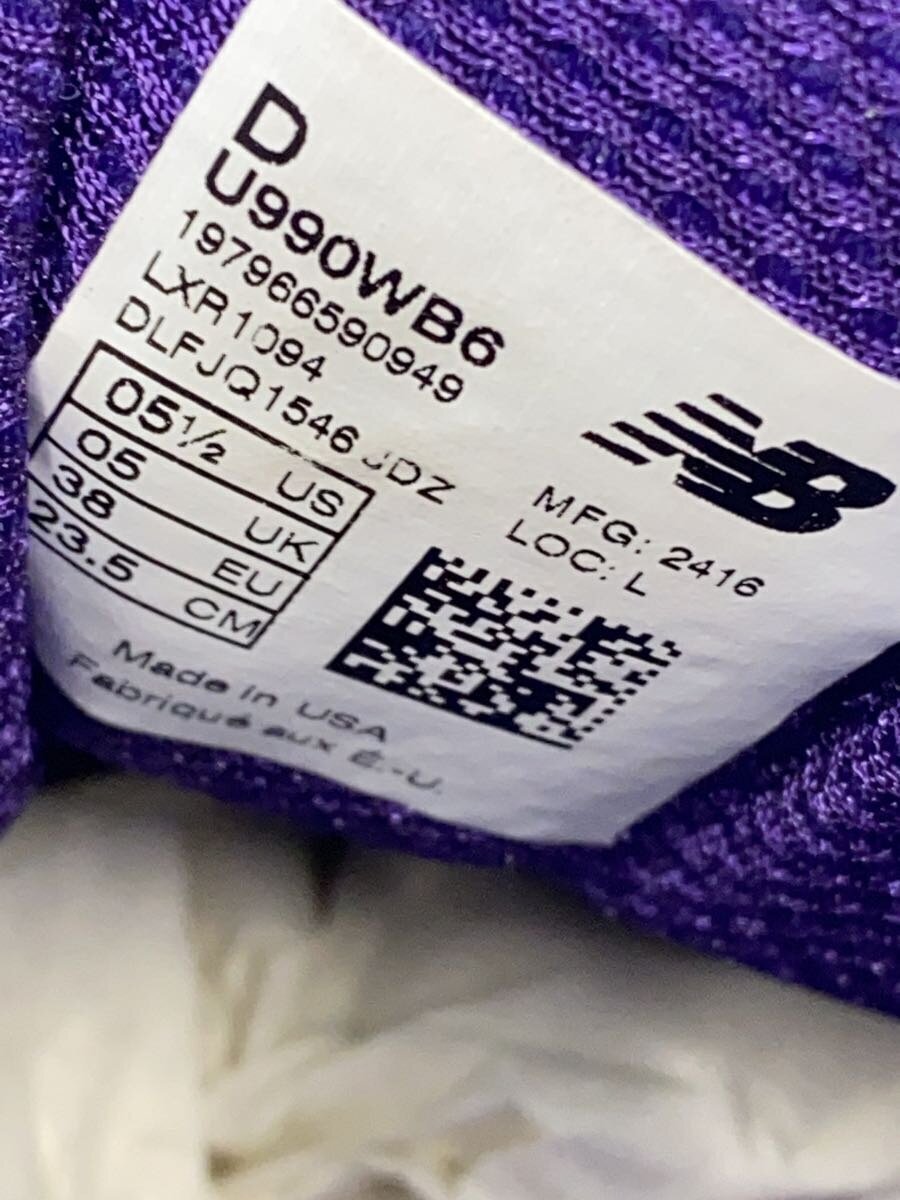 D
U990WB6
197966590949
LXR1094
DLFJQ1546 JDZ
05½ US
05 UK
38 EU
23.5 CM
NB
MFG: 2416
LOC: L
Made in USA
Fabriqué aux É.-U.